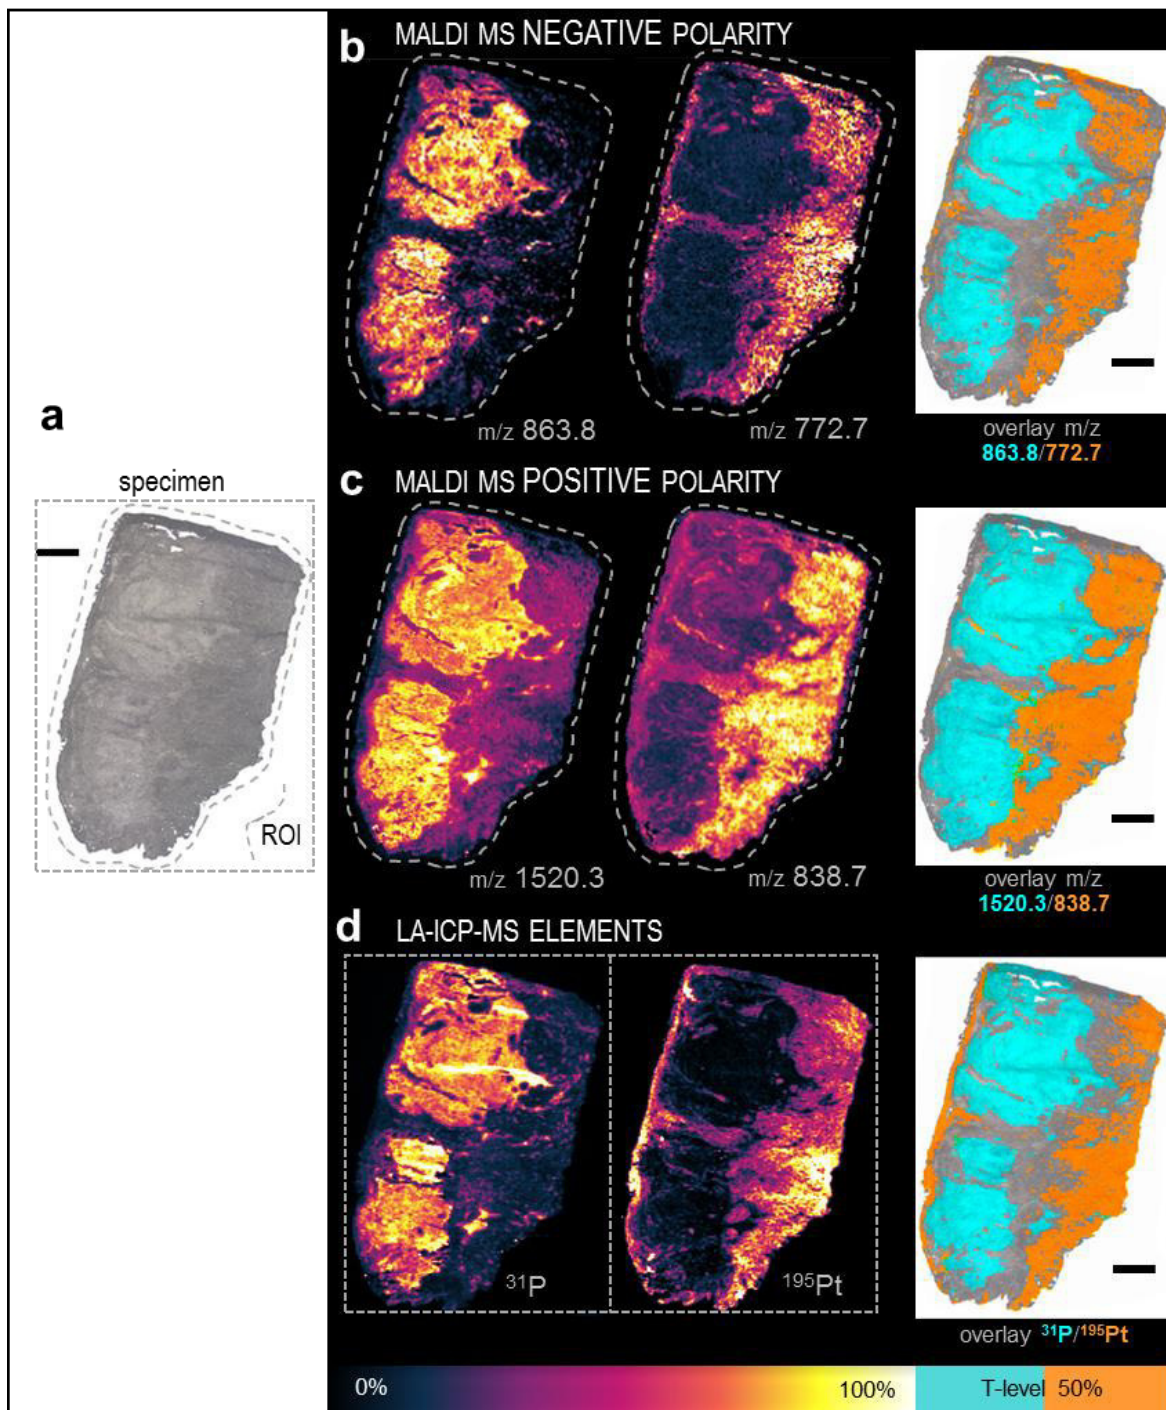 a
specimen
ROI
b MALDI MS NEGATIVE POLARITY
m/z 863.8
m/z 772.7
overlay m/z
863.8/772.7
c MALDI MS POSITIVE POLARITY
m/z 1520.3
m/z 838.7
overlay m/z
1520.3/838.7
d LA-ICP-MS ELEMENTS
³¹P
¹⁹⁵Pt
overlay ³¹P/¹⁹⁵Pt
0%
100%
T-level 50%